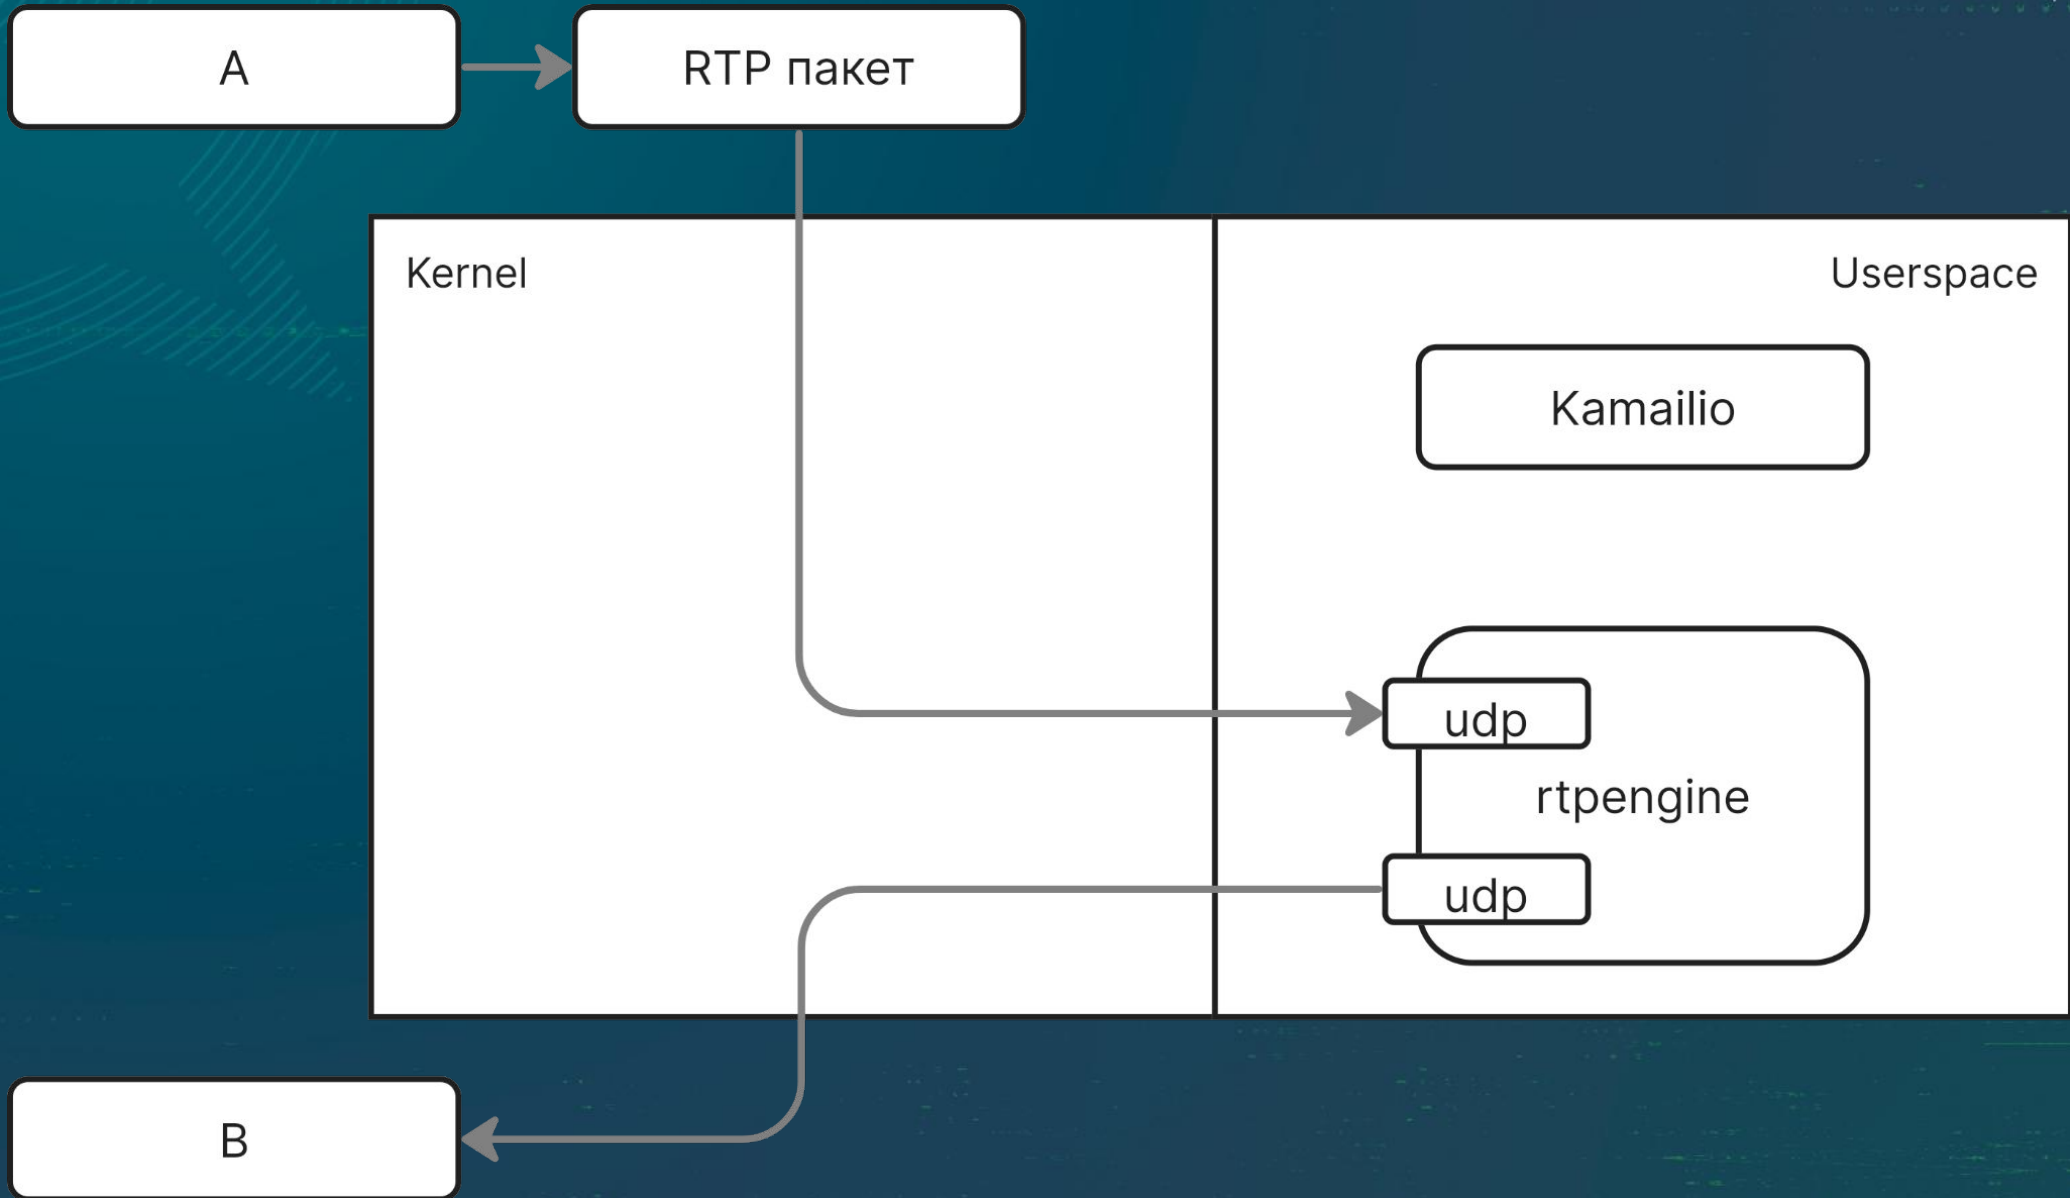 A
RTP пакет
Kernel
Userspace
Kamailio
udp
rtpengine
udp
B